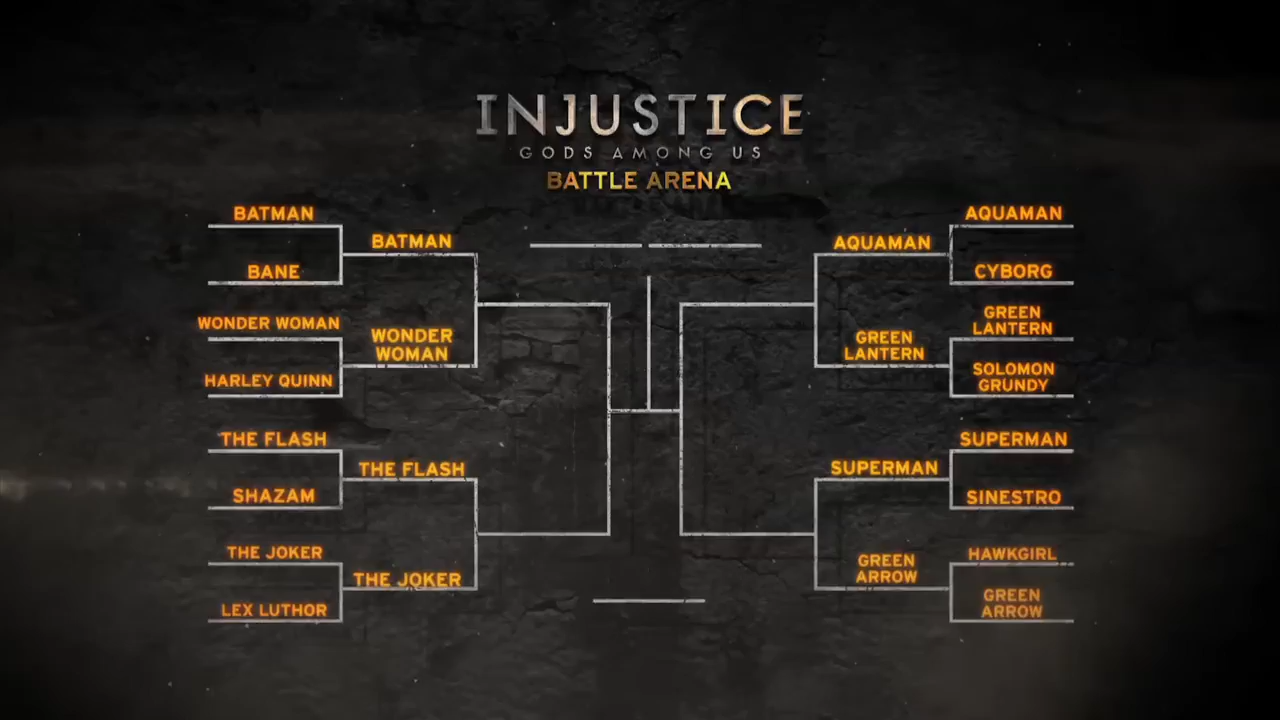 INJUSTICE
GODS AMONG US
BATTLE ARENA
BATMAN
BANE
WONDER WOMAN
HARLEY QUINN
THE FLASH
SHAZAM
THE JOKER
LEX LUTHOR
BATMAN
WONDER
WOMAN
THE FLASH
THE JOKER
AQUAMAN
GREEN
LANTERN
SUPERMAN
GREEN
ARROW
AQUAMAN
CYBORG
GREEN
LANTERN
SOLOMON
GRUNDY
SUPERMAN
SINESTRO
HAWKGIRL
GREEN
ARROW